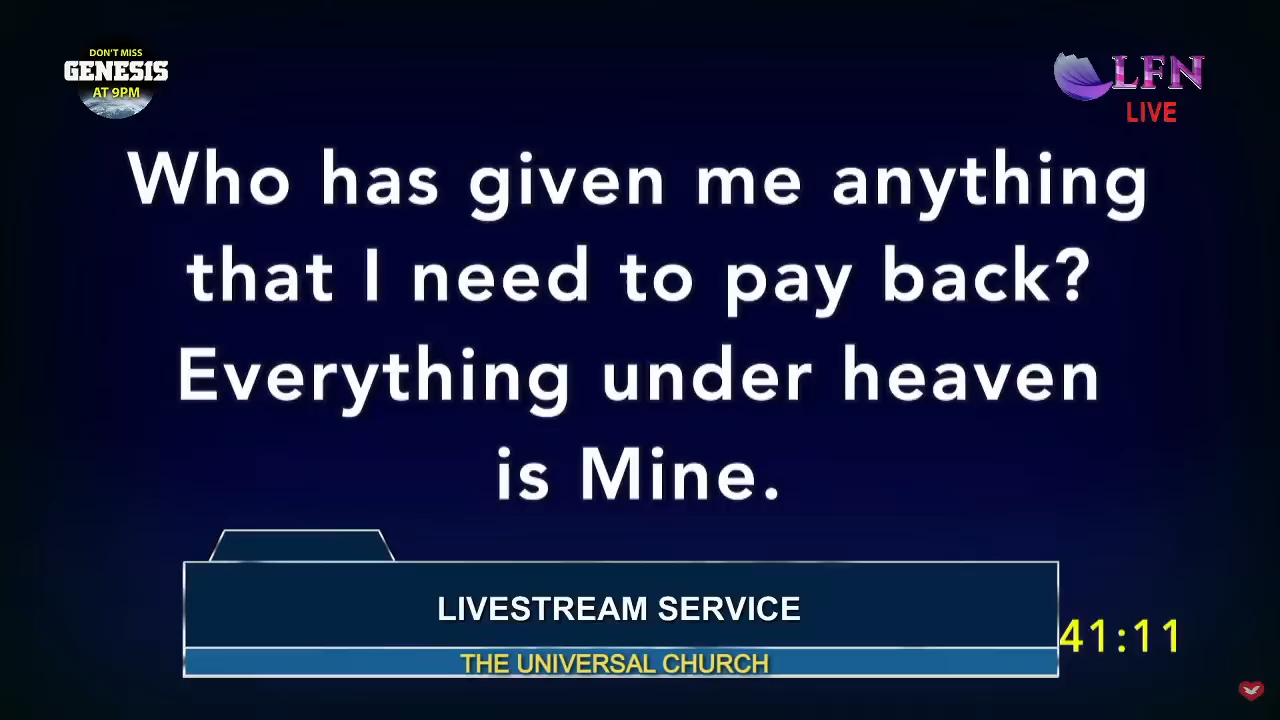 DON'T MISS
GENESIS
AT 9PM
LFN
LIVE
Who has given me anything
that I need to pay back?
Everything under heaven
is Mine.
LIVESTREAM SERVICE
41:11
THE UNIVERSAL CHURCH